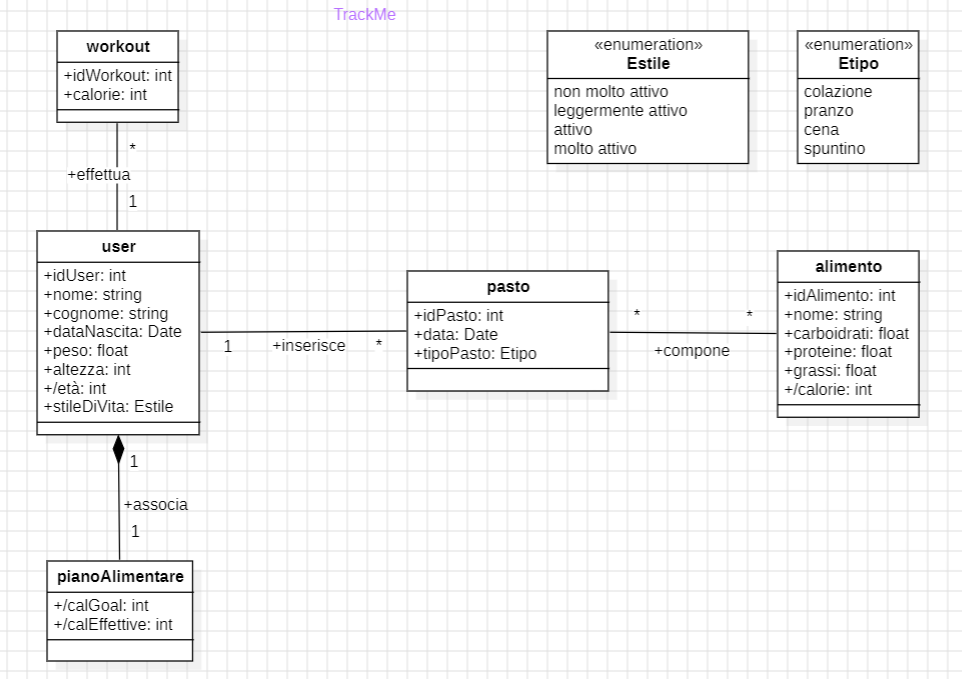 TrackMe
workout
+idWorkout: int
+calorie: int
*
+effettua
1
«enumeration»
Estile
non molto attivo
leggermente attivo
attivo
molto attivo
«enumeration»
Etipo
colazione
pranzo
cena
spuntino
user
+idUser: int
+nome: string
+cognome: string
+dataNascita: Date
+peso: float
+altezza: int
+/età: int
+stileDiVita: Estile
1
+inserisce
*
pasto
+idPasto: int
+data: Date
+tipoPasto: Etipo
*
*
+compone
alimento
+idAlimento: int
+nome: string
+carboidrati: float
+proteine: float
+grassi: float
+/calorie: int
1
+associa
1
pianoAlimentare
+/calGoal: int
+/calEffettive: int